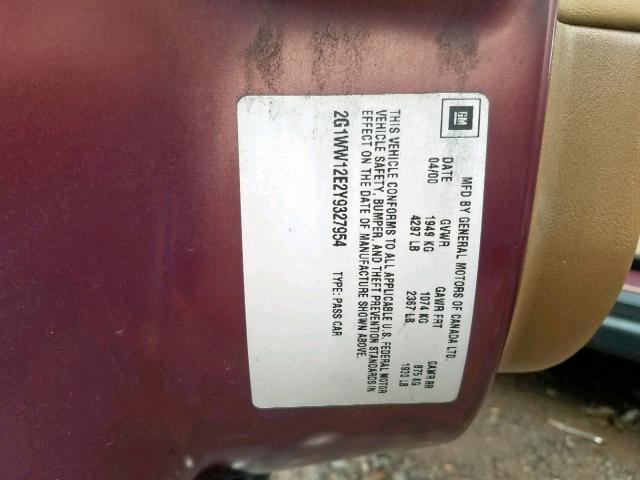 GM
MFD BY GENERAL MOTORS OF CANADA LTD.
DATE GVWR GAWR FRT GAWR RR
04/00 1949 KG 1074 KG 875 KG
4297 LB 2367 LB 1930 LB
THIS VEHICLE CONFORMS TO ALL APPLICABLE U.S. FEDERAL MOTOR
VEHICLE SAFETY, BUMPER, AND THEFT PREVENTION STANDARDS IN
EFFECT ON THE DATE OF MANUFACTURE SHOWN ABOVE.
2G1WW12E2Y9327954 TYPE: PASS CAR